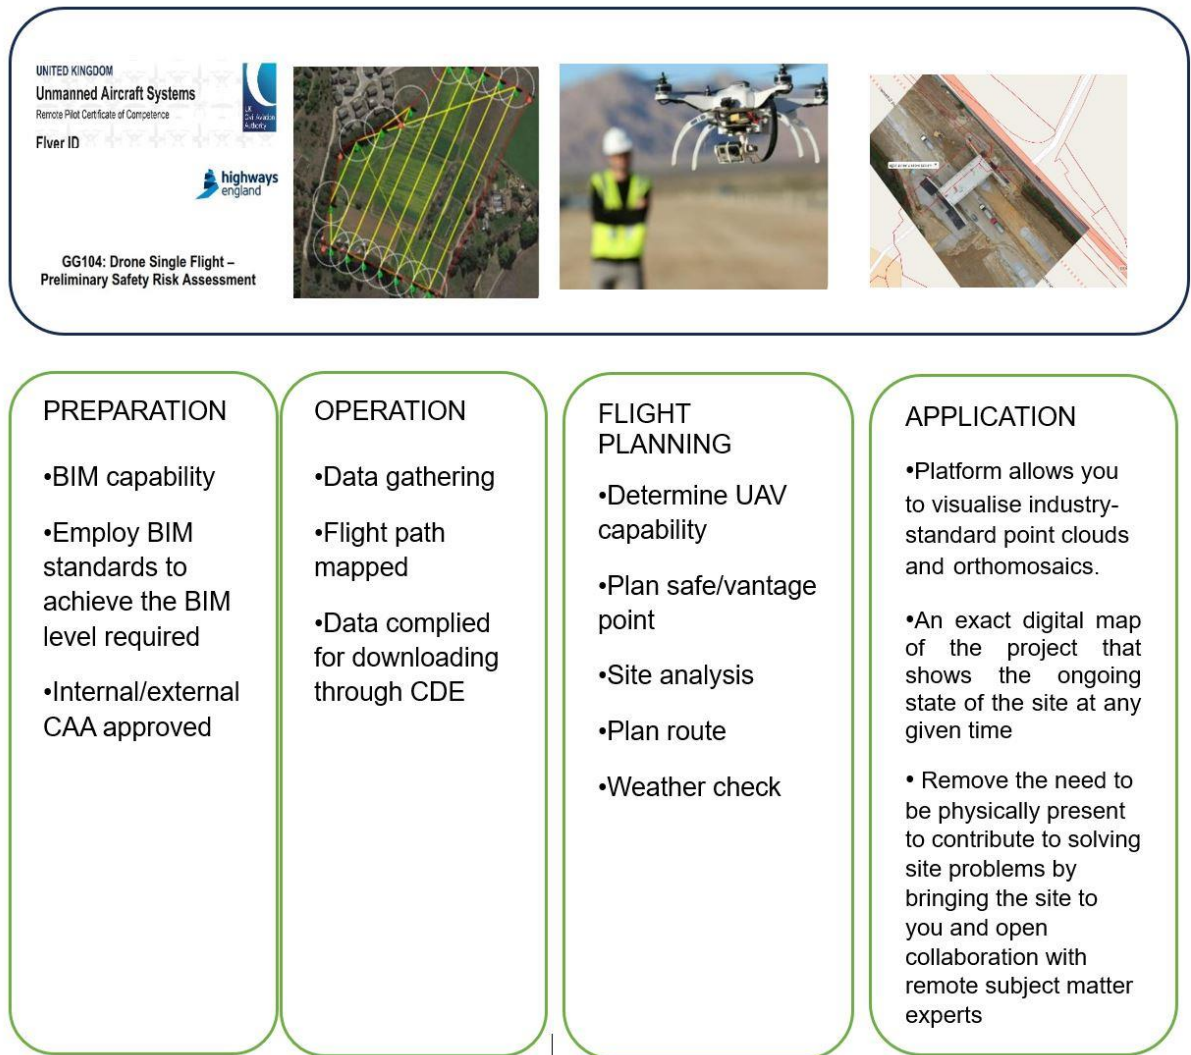 UNITED KINGDOM
Unmanned Aircraft Systems
Remote Pilot Certificate of Competence
Flyer ID
UK
Civil Aviation
Authority
highways
england
GG104: Drone Single Flight –
Preliminary Safety Risk Assessment
PREPARATION
•BIM capability
•Employ BIM
standards to
achieve the BIM
level required
•Internal/external
CAA approved
OPERATION
•Data gathering
•Flight path
mapped
•Data complied
for downloading
through CDE
FLIGHT
PLANNING
•Determine UAV
capability
•Plan safe/vantage
point
•Site analysis
•Plan route
•Weather check
APPLICATION
•Platform allows you
to visualise industry-
standard point clouds
and orthomosaics.
•An exact digital map
of the project that
shows the ongoing
state of the site at any
given time
• Remove the need to
be physically present
to contribute to solving
site problems by
bringing the site to
you and open
collaboration with
remote subject matter
experts